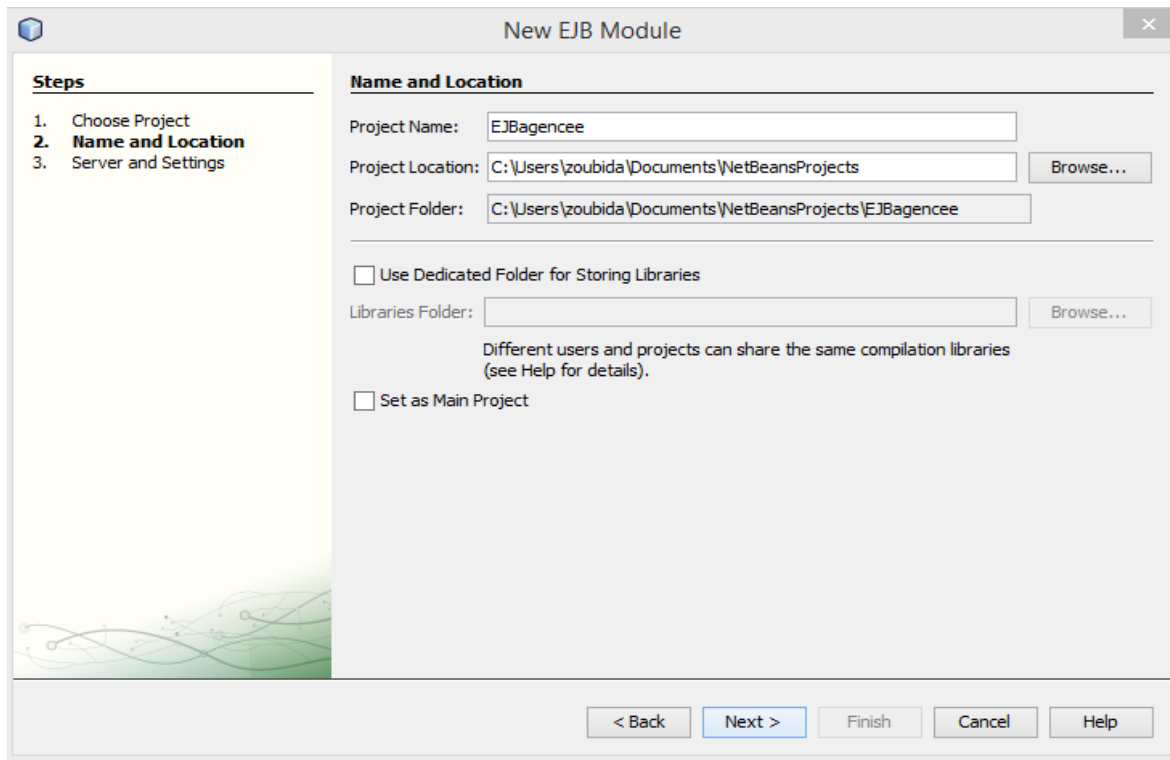 New EJB Module
Steps
1. Choose Project
2. Name and Location
3. Server and Settings
Name and Location
Project Name: EJBagencee
Project Location: C:\Users\zoubida\Documents\NetBeansProjects Browse...
Project Folder: C:\Users\zoubida\Documents\NetBeansProjects\EJBagencee
Use Dedicated Folder for Storing Libraries
Libraries Folder: Browse...
Different users and projects can share the same compilation libraries
(see Help for details).
Set as Main Project
< Back Next > Finish Cancel Help